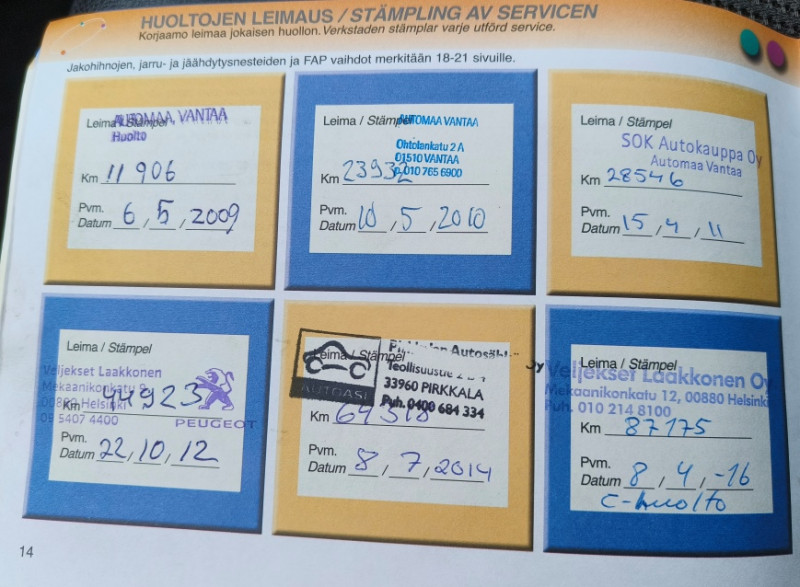 HUOLTOJEN LEIMAUS / STÄMPLING AV SERVICEN
Korjaamo leimaa jokaisen huollon. Verkstaden stämplar varje utförd service.
Jakohihnojen, jarru- ja jäähdytysnesteiden ja FAP vaihdot merkitään 18-21 sivuille.
Leima / Stämpel
AUTOMAA, VANTAA
Huolto
Km 11 906
Pvm.
Datum 6, 5, 2009
Leima / Stämpel
AUTOMAA VANTAA
Ohtolankatu 2 A
01510 VANTAA
p. 010 765 6900
Km 23932
Pvm.
Datum 10, 5, 2010
Leima / Stämpel
SOK Autokauppa Oy
Automaa Vantaa
Km 28546
Pvm.
Datum 15, 4, 11
Leima / Stämpel
Veljekset Laakkonen
Mekaanikonkatu
00880 Helsinki
09 5407 4400
PEUGEOT
Km 44923
Pvm.
Datum 22, 10, 12
Leima / Stämpel
AUTOASI
Oy
33960 PIRKKALA
Puh. 0400 684 334
Km
Pvm.
Datum 8, 7, 2014
Leima / Stämpel
Veljekset Laakkonen Oy
Mekaanikonkatu 12, 00880 Helsinki
Puh. 010 214 8100
Km 87175
Pvm.
Datum 8, 4, -16
C-huolto
14